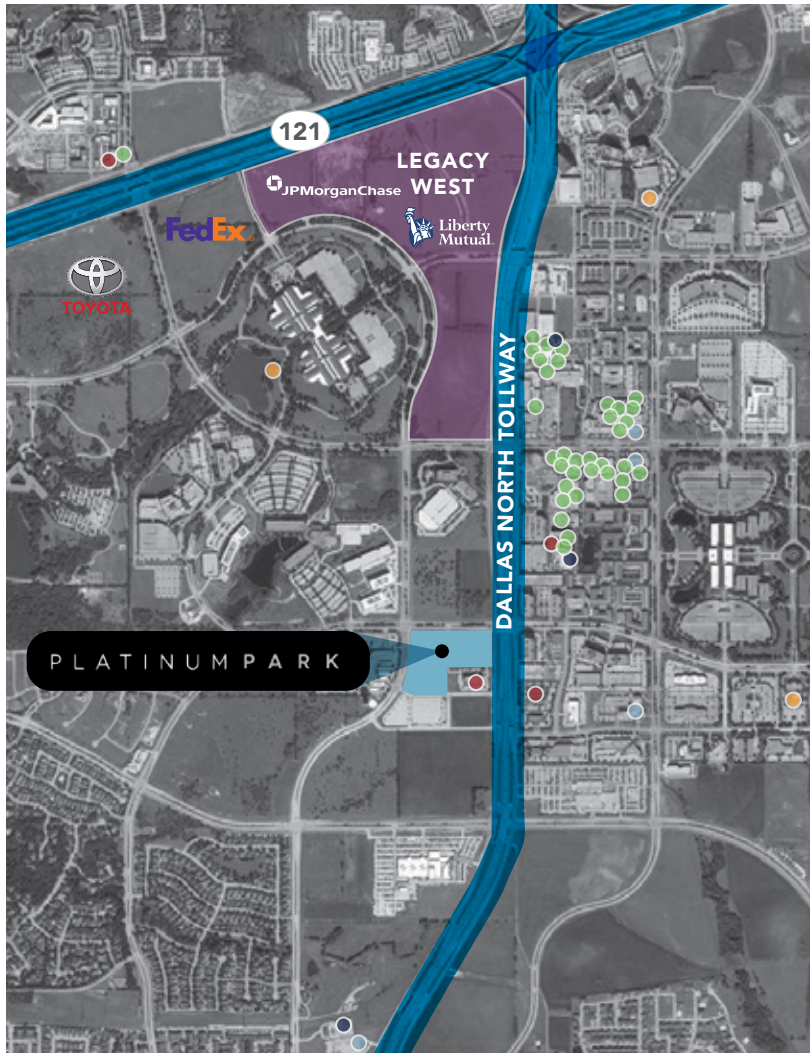 121
LEGACY
WEST
JPMorganChase
FedEx
Liberty
Mutual
TOYOTA
DALLAS NORTH TOLLWAY
PLATINUMPARK